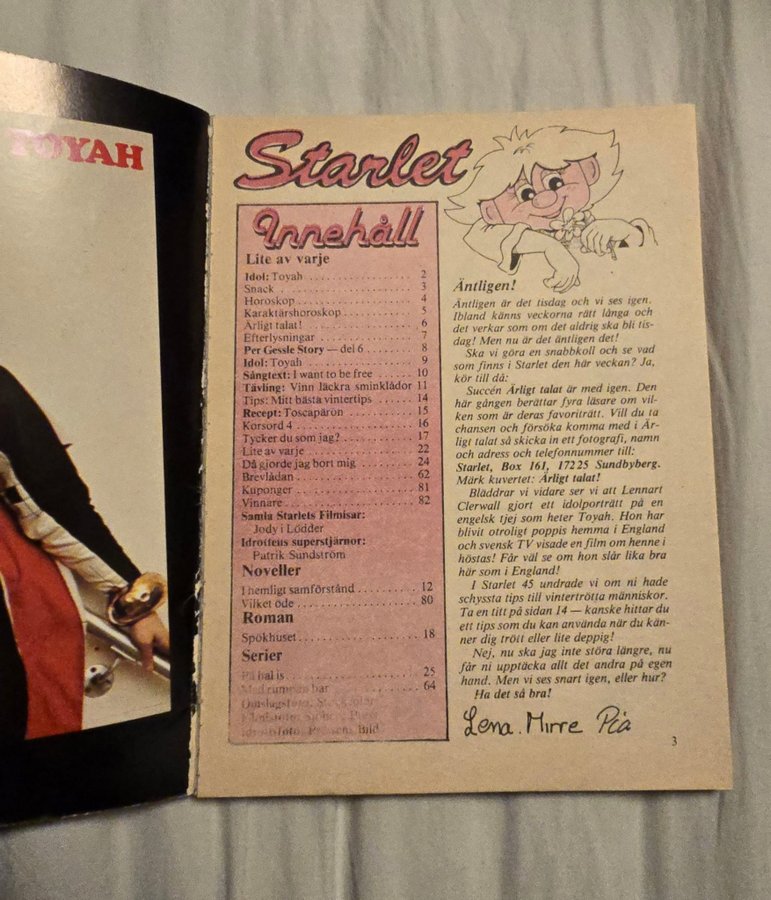 TOYAH
Starlet
Innehåll
Lite av varje
Idol: Toyah ..... 2
Snack ..... 3
Horoskop ..... 4
Karaktärshoroskop ..... 5
Ärligt talat! ..... 6
Efterlysningar ..... 7
Per Gessle Story — del 6 ..... 8
Idol: Toyah ..... 9
Sångtext: I want to be free ..... 10
Tävling: Vinn läckra sminklådor 11
Tips: Mitt bästa vintertips ..... 14
Recept: Toscapäron ..... 15
Korsord 4 ..... 16
Tycker du som jag? ..... 17
Lite av varje ..... 22
Då gjorde jag bort mig ..... 24
Brevlådan ..... 62
Kuponger ..... 81
Vinnare ..... 82
Samla Starlets Filmisar:
Jody i Lödder
Idrottens superstjärnor:
Patrik Sundström
Noveller
I hemligt samförstånd ..... 12
Vilket öde ..... 80
Roman
Spökhuset ..... 18
Serier
På hal is ..... 25
Med rumpan bar ..... 64
Bild
Äntligen!
Äntligen är det tisdag och vi ses igen.
Ibland känns veckorna rätt långa och
det verkar som om det aldrig ska bli tis-
dag! Men nu är det äntligen det!
Ska vi göra en snabbkoll och se vad
som finns i Starlet den här veckan? Ja,
kör till då:
Succén Ärligt talat är med igen. Den
här gången berättar fyra läsare om vil-
ken som är deras favoriträtt. Vill du ta
chansen och försöka komma med i Är-
ligt talat så skicka in ett fotografi, namn
och adress och telefonnummer till:
Starlet, Box 161, 172 25 Sundbyberg.
Märk kuvertet: Ärligt talat!
Bläddrar vi vidare ser vi att Lennart
Clerwall gjort ett idolporträtt på en
engelsk tjej som heter Toyah. Hon har
blivit otroligt poppis hemma i England
och svensk TV visade en film om henne i
höstas! Får väl se om hon slår lika bra
här som i England!
I Starlet 45 undrade vi om ni hade
schyssta tips till vintertrötta människor.
Ta en titt på sidan 14 — kanske hittar du
ett tips som du kan använda när du kän-
ner dig trött eller lite deppig!
Nej, nu ska jag inte störa längre, nu
får ni upptäcka allt det andra på egen
hand. Men vi ses snart igen, eller hur?
Ha det så bra!
Lena. Mirre Pia
3